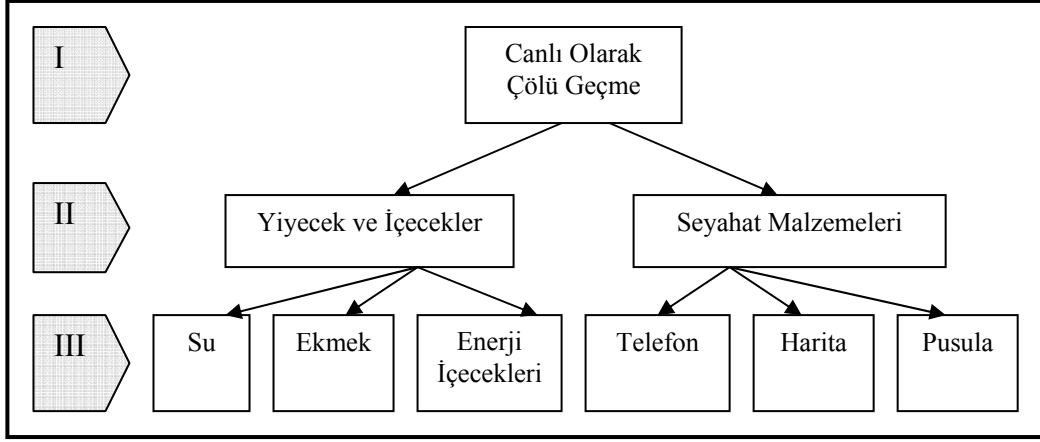 I
Canlı Olarak
Çölü Geçme
II
Yiyecek ve İçecekler
Seyahat Malzemeleri
III
Su
Ekmek
Enerji
İçecekleri
Telefon
Harita
Pusula